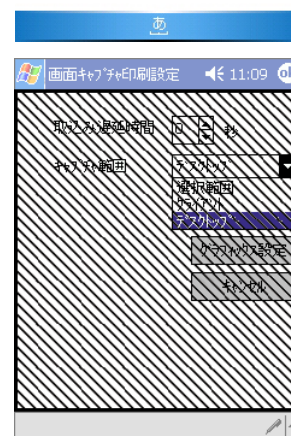 あ
画面ｷｬﾌﾟﾁｬ印刷設定 11:09 ok
取込み遅延時間 0 秒
ｷｬﾌﾟﾁｬ範囲 ﾃﾞｽｸﾄｯﾌﾟ
選択範囲
ｸﾗｲｱﾝﾄ
ﾃﾞｽｸﾄｯﾌﾟ
ｸﾞﾗﾌｨｯｸｽ設定
ｷｬﾝｾﾙ